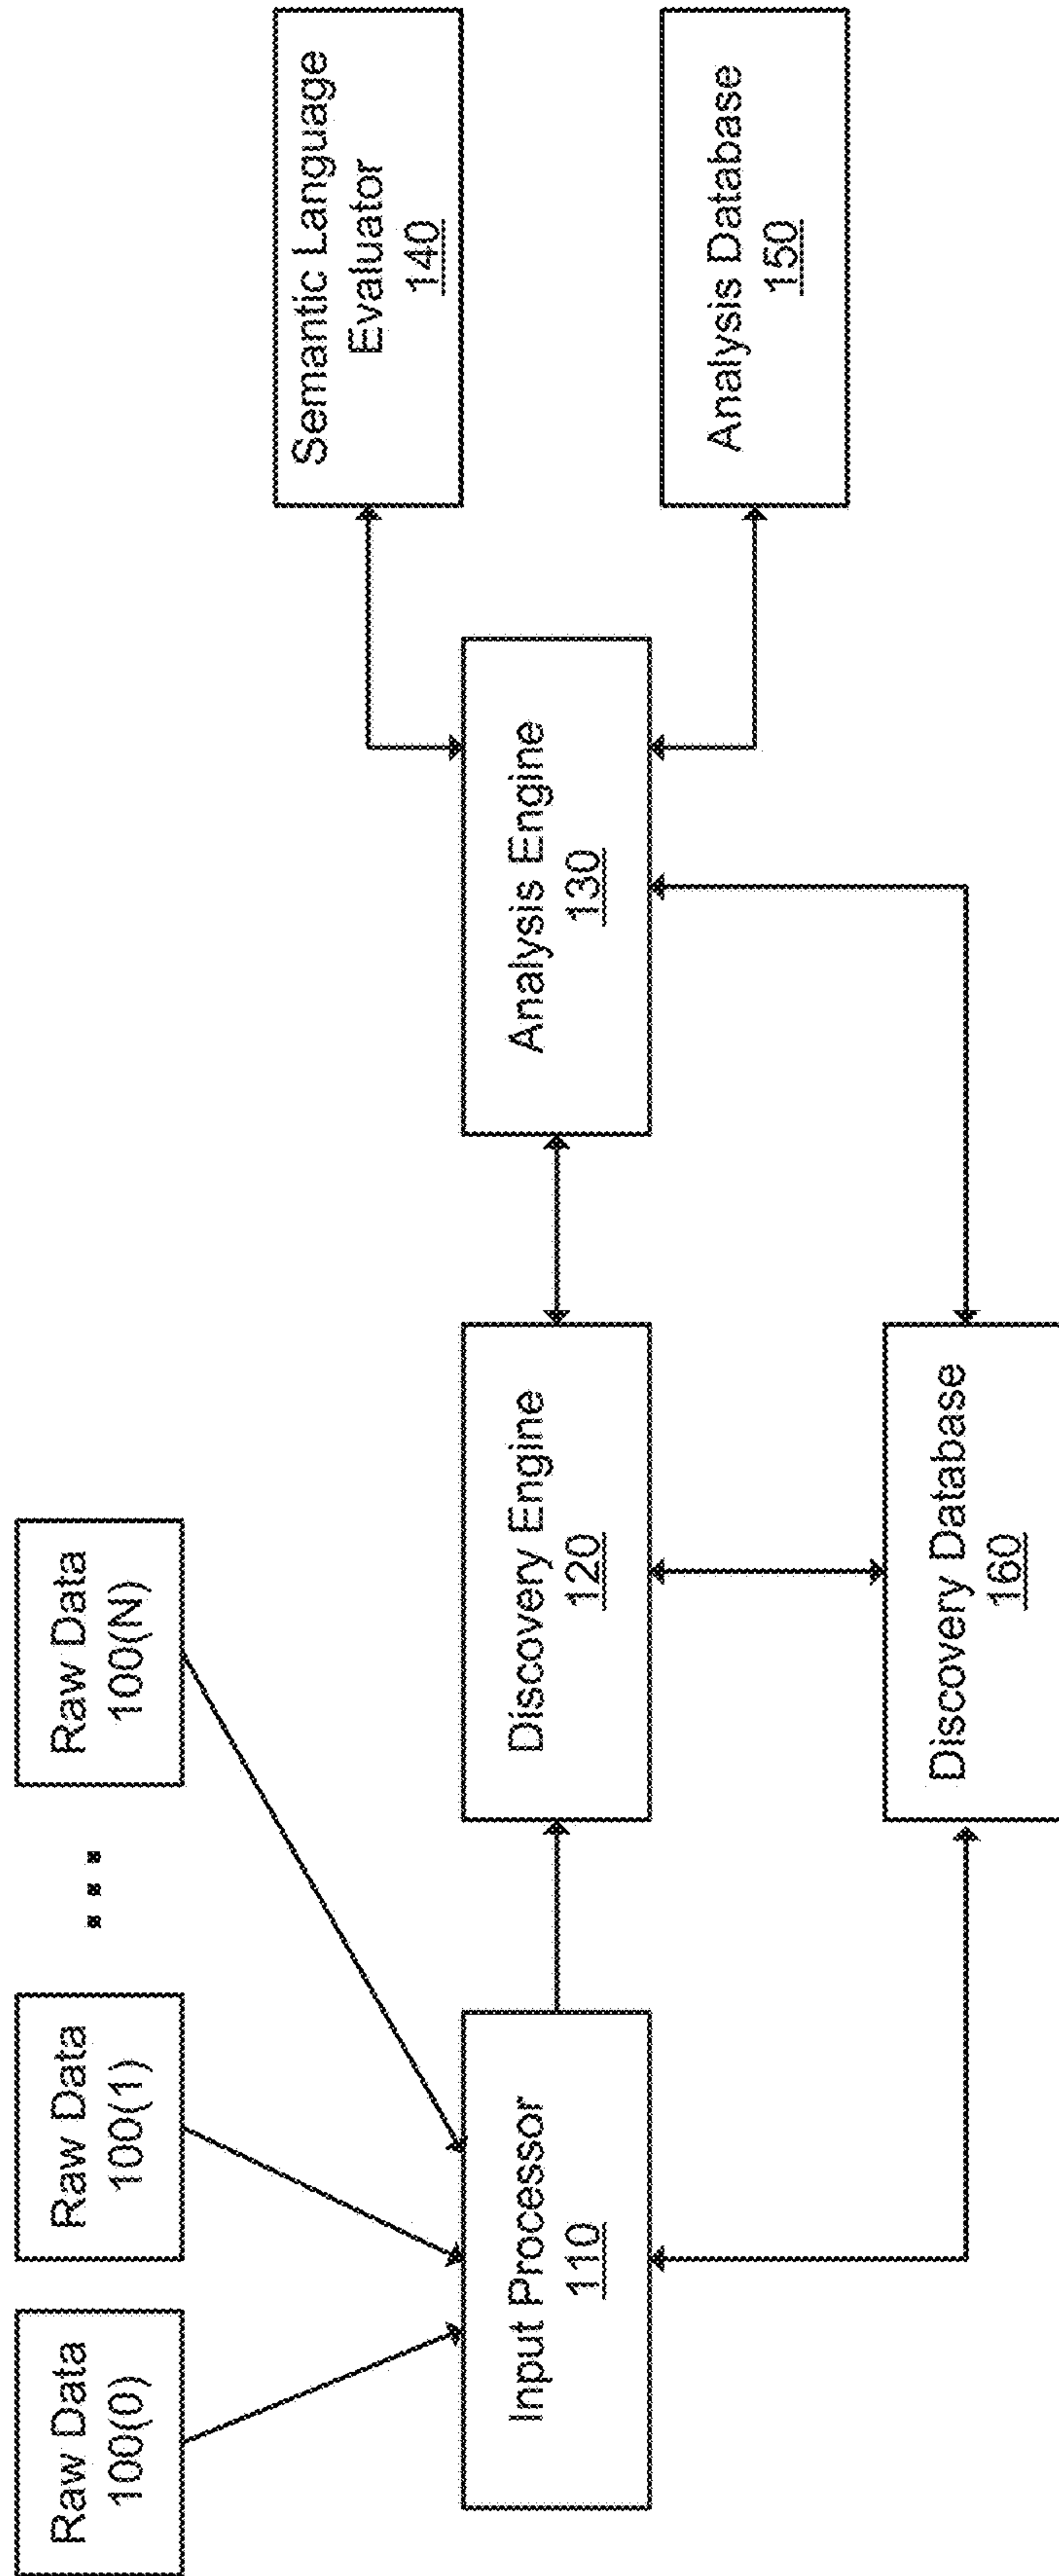 Raw Data
100(0)
Raw Data
100(1)
...
Raw Data
100(N)
Input Processor
110
Discovery Engine
120
Analysis Engine
130
Semantic Language
Evaluator
140
Analysis Database
150
Discovery Database
160